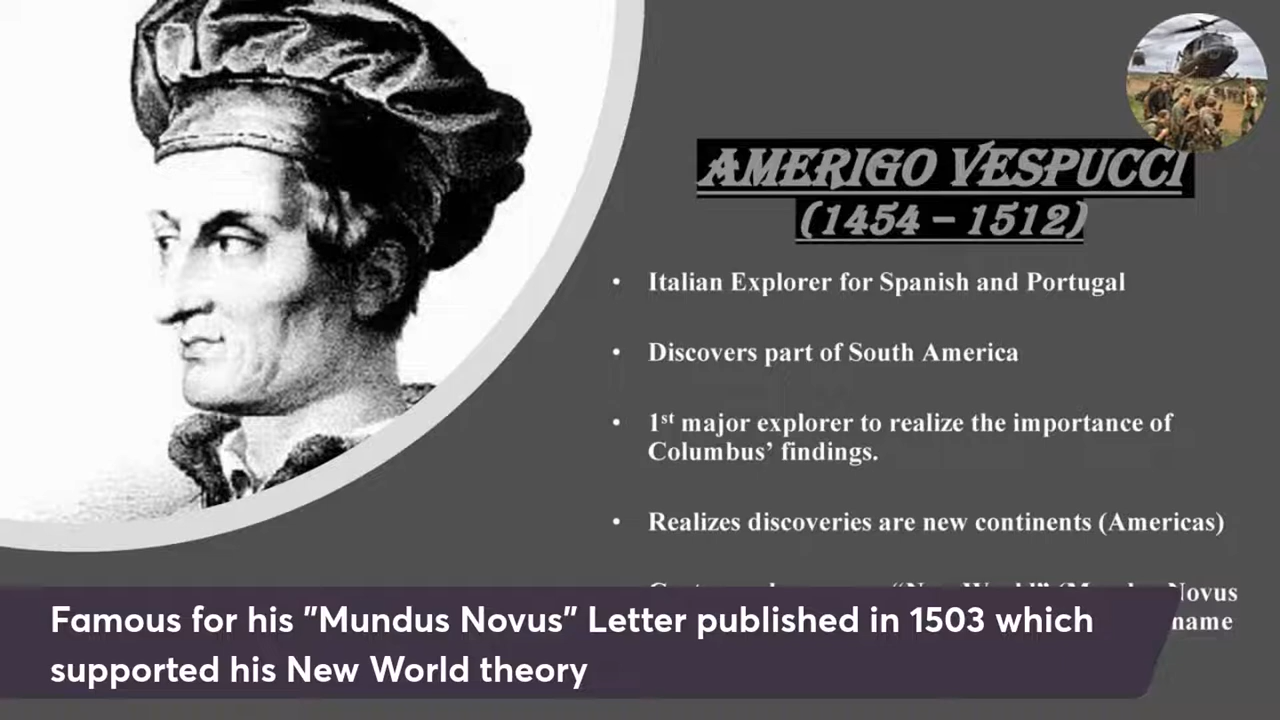 AMERIGO VESPUCCI
(1454 – 1512)
• Italian Explorer for Spanish and Portugal
• Discovers part of South America
• 1st major explorer to realize the importance of
Columbus’ findings.
• Realizes discoveries are new continents (Americas)
Novus
name
Famous for his "Mundus Novus" Letter published in 1503 which
supported his New World theory